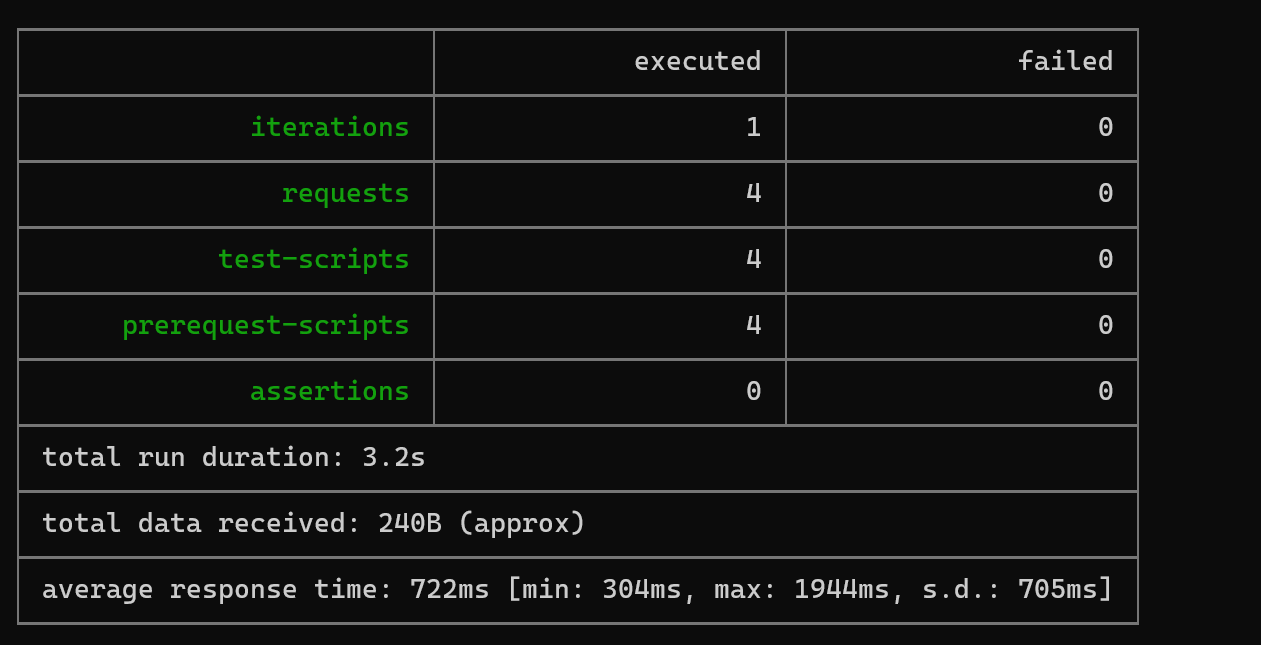 executed failed
iterations 1 0
requests 4 0
test-scripts 4 0
prerequest-scripts 4 0
assertions 0 0
total run duration: 3.2s
total data received: 240B (approx)
average response time: 722ms [min: 304ms, max: 1944ms, s.d.: 705ms]